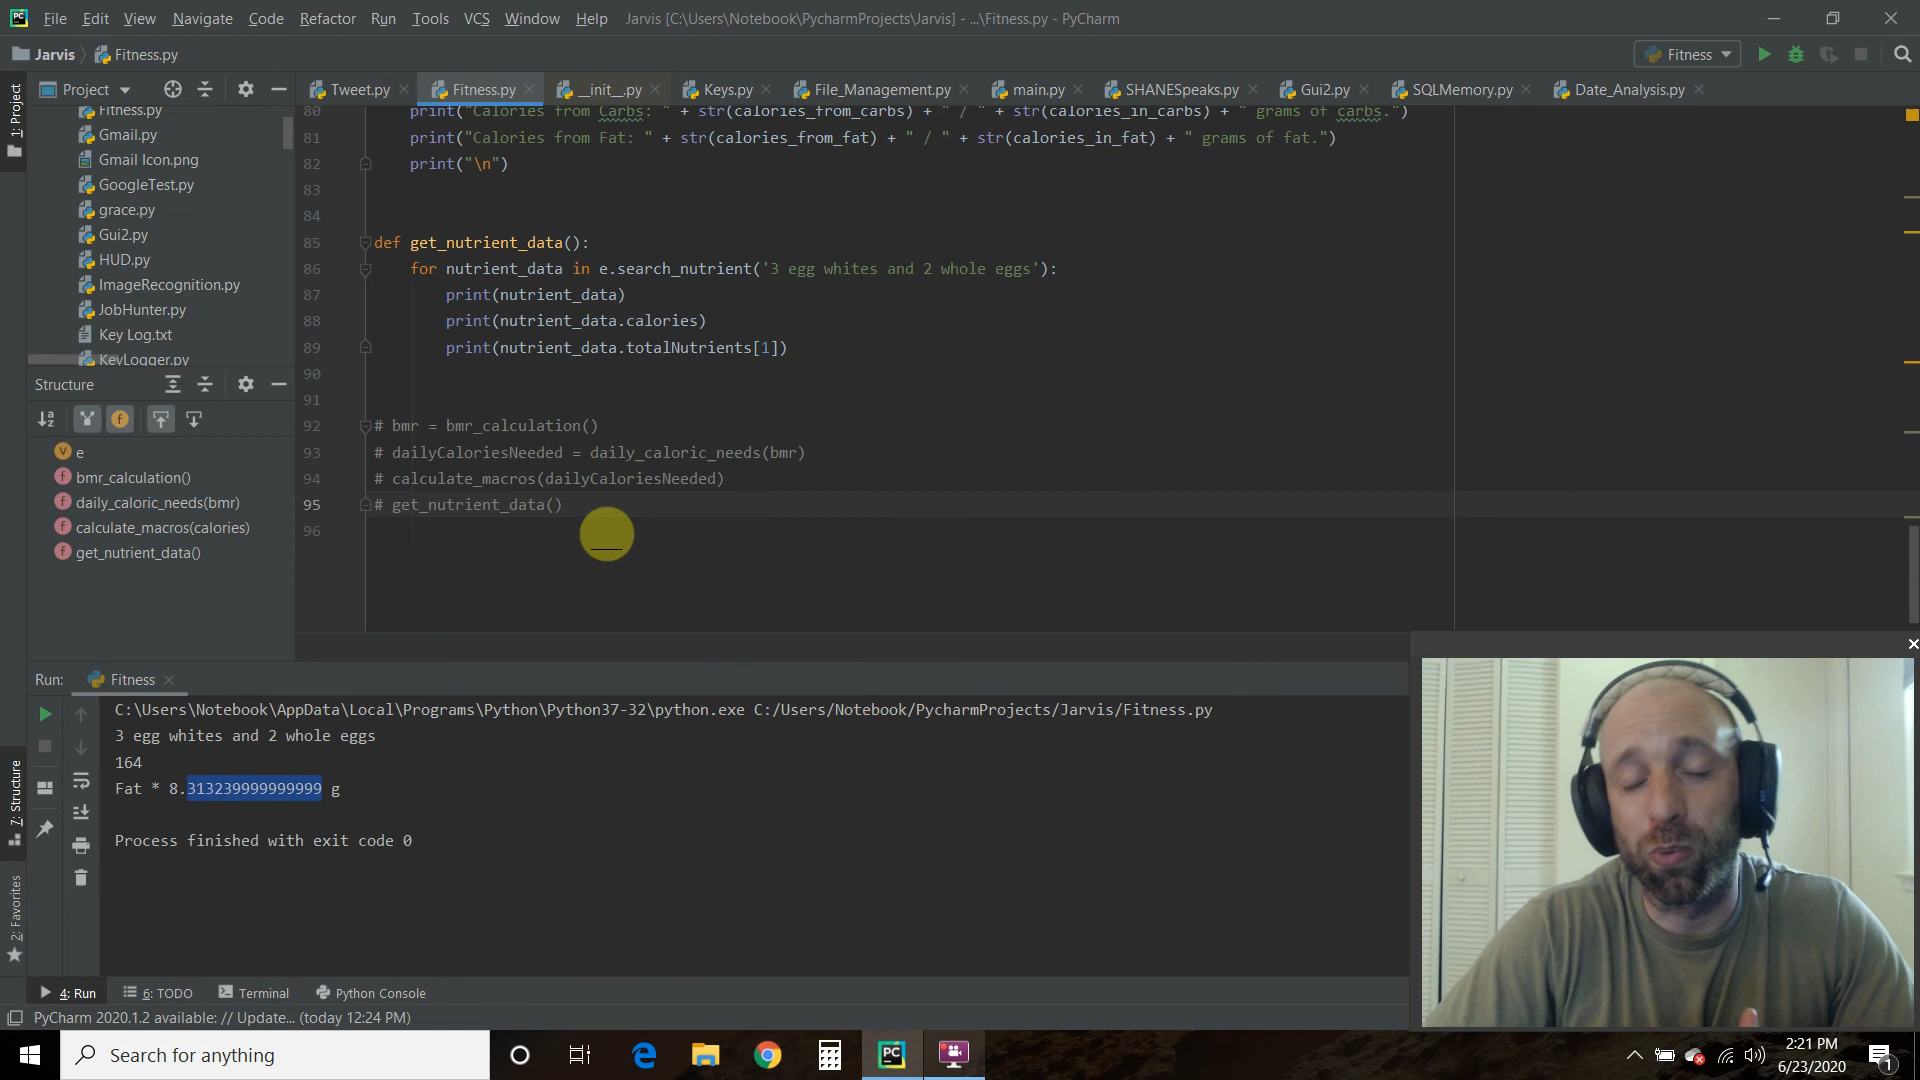 File Edit View Navigate Code Refactor Run Tools VCS Window Help Jarvis [C:\Users\Notebook\PycharmProjects\Jarvis] - ...\Fitness.py - PyCharm
Jarvis Fitness.py
Fitness
1: Project
Project
Tweet.py Fitness.py __init__.py Keys.py File_Management.py main.py SHANESpeaks.py Gui2.py SQLMemory.py Date_Analysis.py
Fitness.py
Gmail.py
Gmail Icon.png
GoogleTest.py
grace.py
Gui2.py
HUD.py
ImageRecognition.py
JobHunter.py
Key Log.txt
KeyLogger.py
Structure
e
bmr_calculation()
daily_caloric_needs(bmr)
calculate_macros(calories)
get_nutrient_data()
80 print("Calories from Carbs: " + str(calories_from_carbs) + " / " + str(calories_in_carbs) + " grams of carbs.")
81 print("Calories from Fat: " + str(calories_from_fat) + " / " + str(calories_in_fat) + " grams of fat.")
82 print("\n")
83
84
85 def get_nutrient_data():
86 for nutrient_data in e.search_nutrient('3 egg whites and 2 whole eggs'):
87 print(nutrient_data)
88 print(nutrient_data.calories)
89 print(nutrient_data.totalNutrients[1])
90
91
92 # bmr = bmr_calculation()
93 # dailyCaloriesNeeded = daily_caloric_needs(bmr)
94 # calculate_macros(dailyCaloriesNeeded)
95 # get_nutrient_data()
96
Run: Fitness
C:\Users\Notebook\AppData\Local\Programs\Python\Python37-32\python.exe C:/Users/Notebook/PycharmProjects/Jarvis/Fitness.py
3 egg whites and 2 whole eggs
164
Fat * 8.313239999999999 g
Process finished with exit code 0
7: Structure
2: Favorites
4: Run 6: TODO Terminal Python Console
PyCharm 2020.1.2 available: // Update... (today 12:24 PM)
Search for anything
PC
2:21 PM
6/23/2020
1